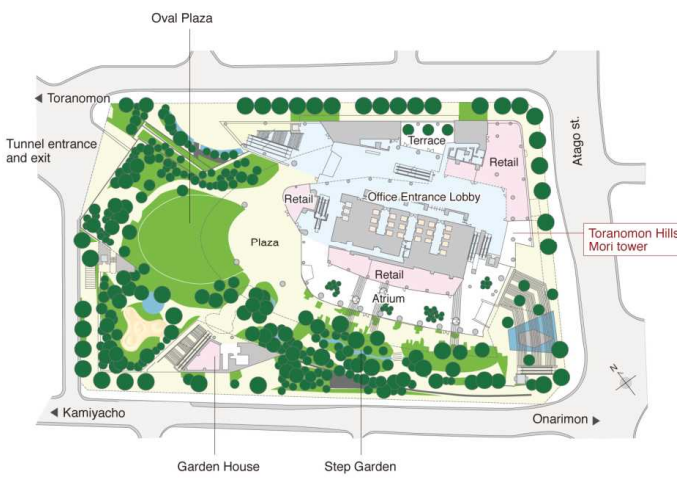 Oval Plaza
Toranomon
Tunnel entrance
and exit
Terrace
Atago st.
Retail
Office Entrance Lobby
Retail
Toranomon Hills
Mori tower
Plaza
Retail
Atrium
N
Kamiyacho
Onarimon
Garden House
Step Garden